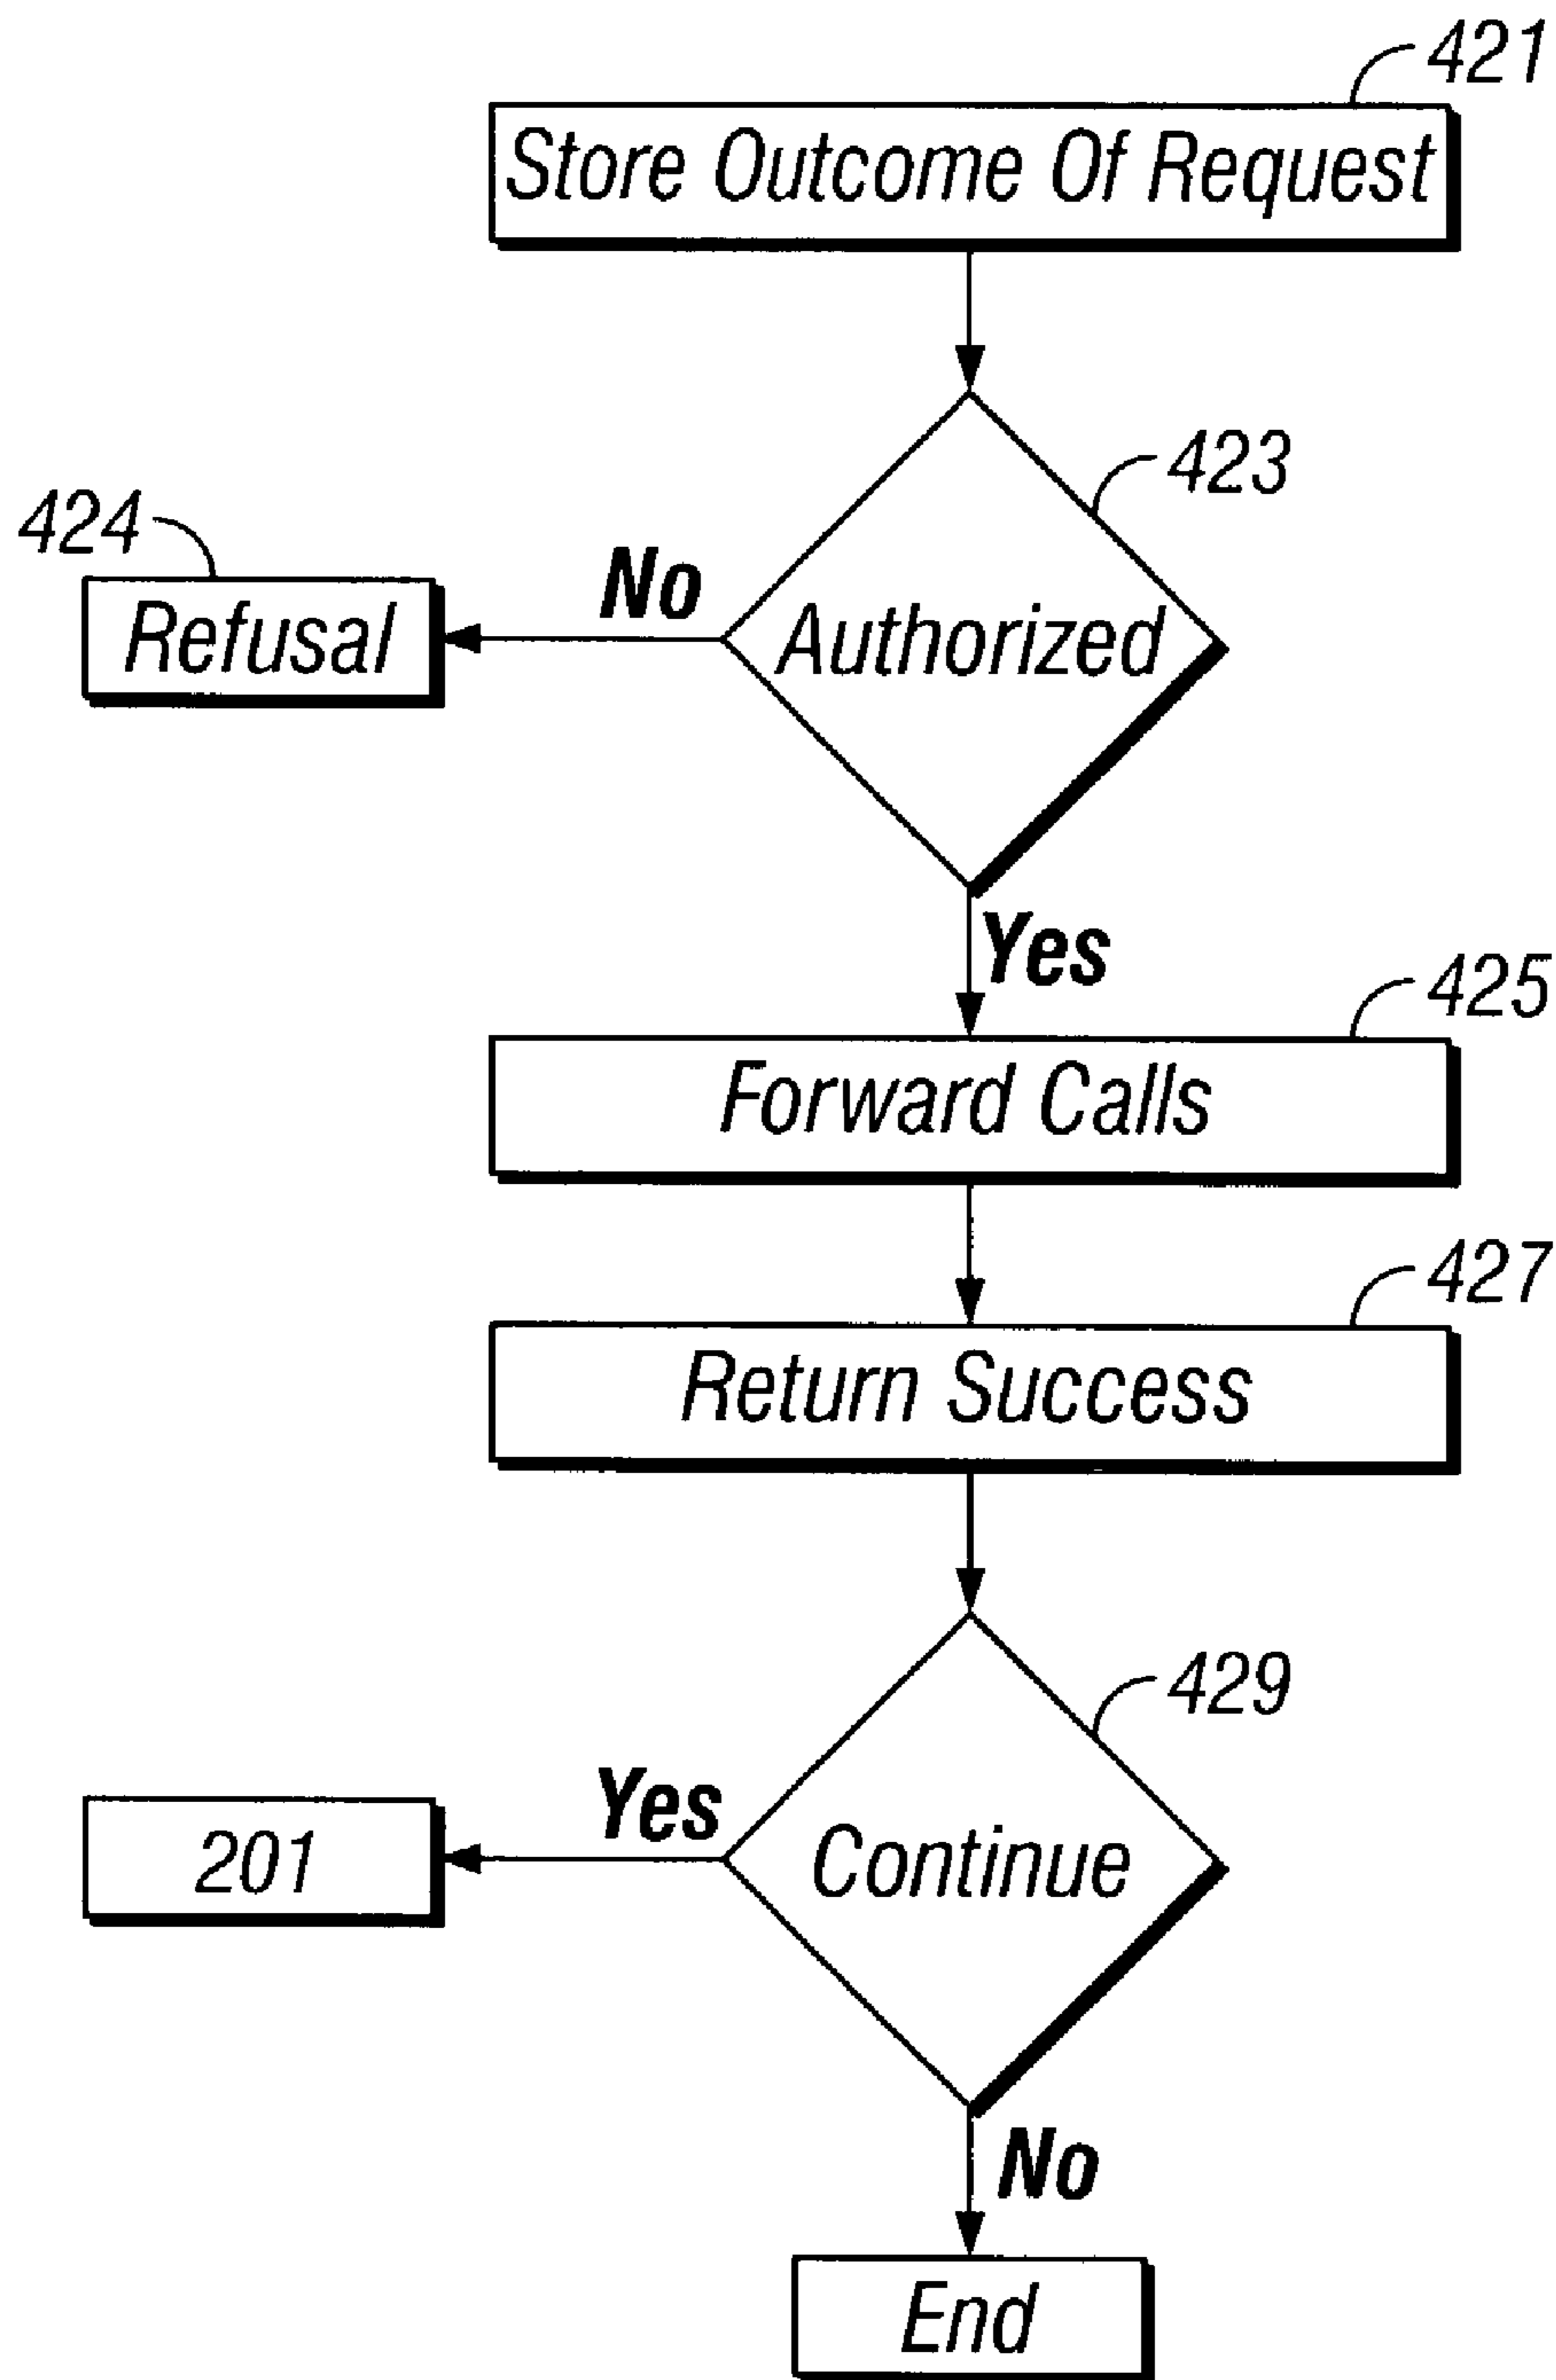 421
Store Outcome Of Request
423
424
No
Refusal
Authorized
Yes
425
Forward Calls
427
Return Success
429
Yes
201
Continue
No
End